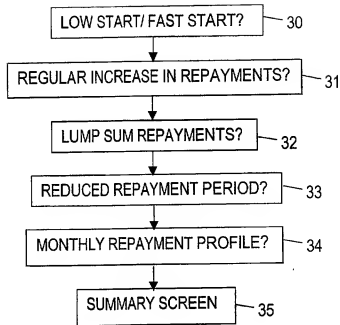 LOW START/ FAST START? 30
REGULAR INCREASE IN REPAYMENTS? 31
LUMP SUM REPAYMENTS? 32
REDUCED REPAYMENT PERIOD? 33
MONTHLY REPAYMENT PROFILE? 34
SUMMARY SCREEN 35